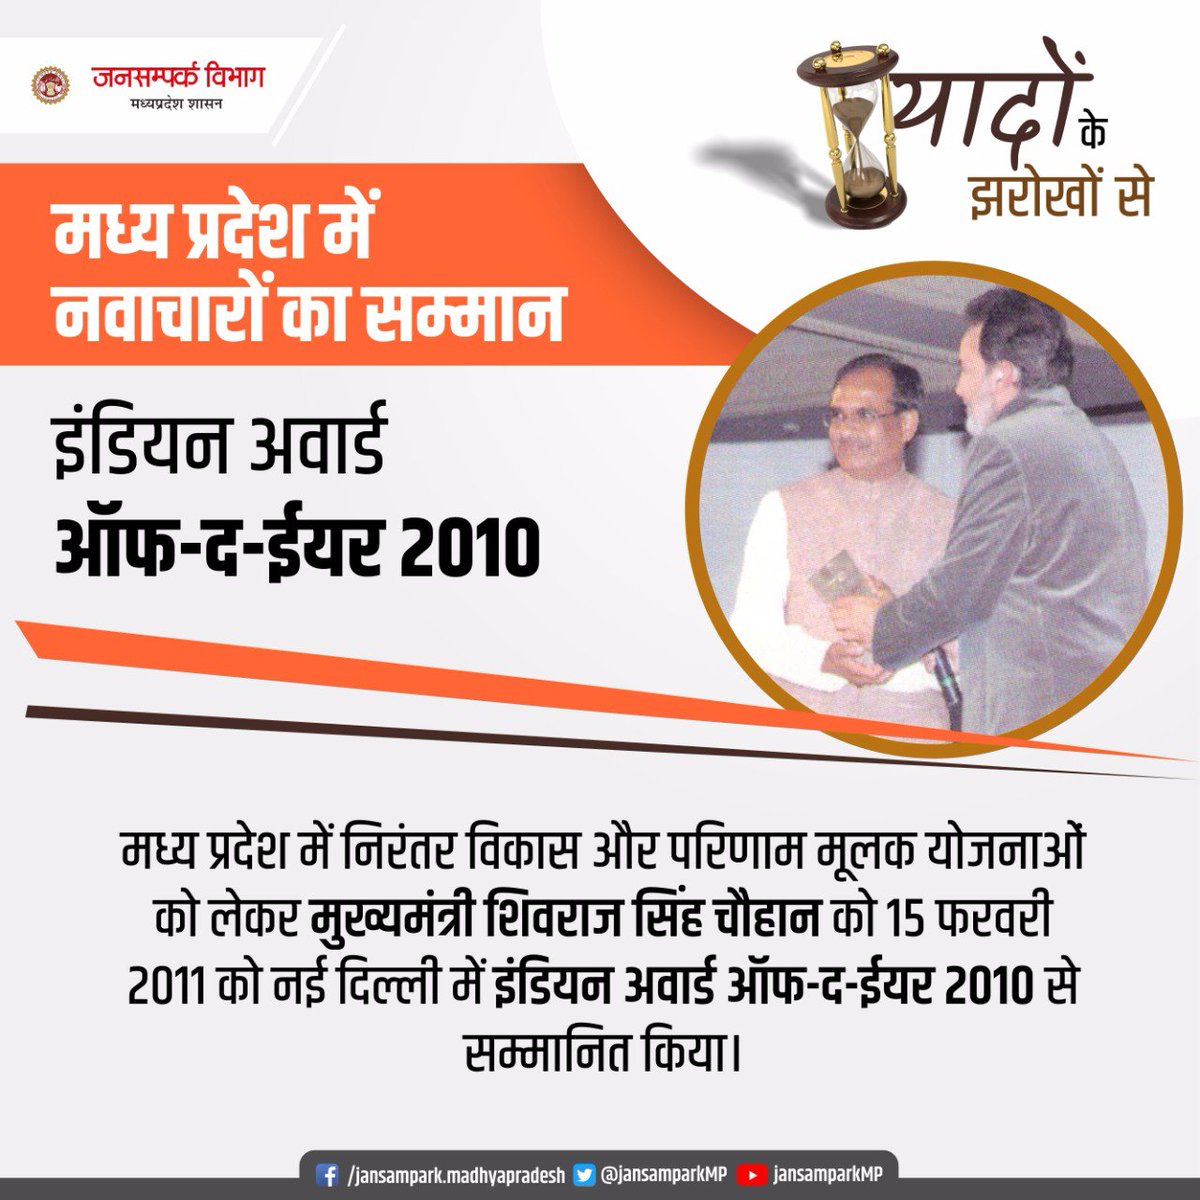 जनसम्पर्क विभाग
मध्यप्रदेश शासन
यादों के
झरोखों से
मध्य प्रदेश में
नवाचारों का सम्मान
इंडियन अवार्ड
ऑफ-द-ईयर 2010
मध्य प्रदेश में निरंतर विकास और परिणाम मूलक योजनाओं
को लेकर मुख्यमंत्री शिवराज सिंह चौहान को 15 फरवरी
2011 को नई दिल्ली में इंडियन अवार्ड ऑफ-द-ईयर 2010 से
सम्मानित किया।
/jansampark.madhyapradesh @jansamparkMP jansamparkMP